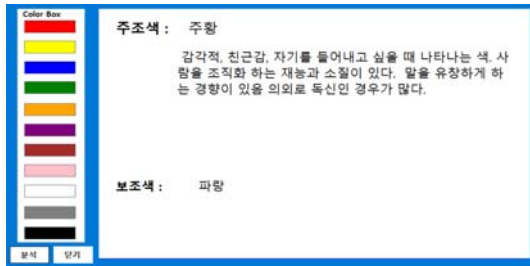 Color Box
주조색 : 주황
감각적, 친근감, 자기를 들어내고 싶을 때 나타나는 색. 사
람을 조직화 하는 재능과 소질이 있다. 말을 유창하게 하
는 경향이 있음 의외로 독신인 경우가 많다.
보조색 : 파랑
분석 닫기